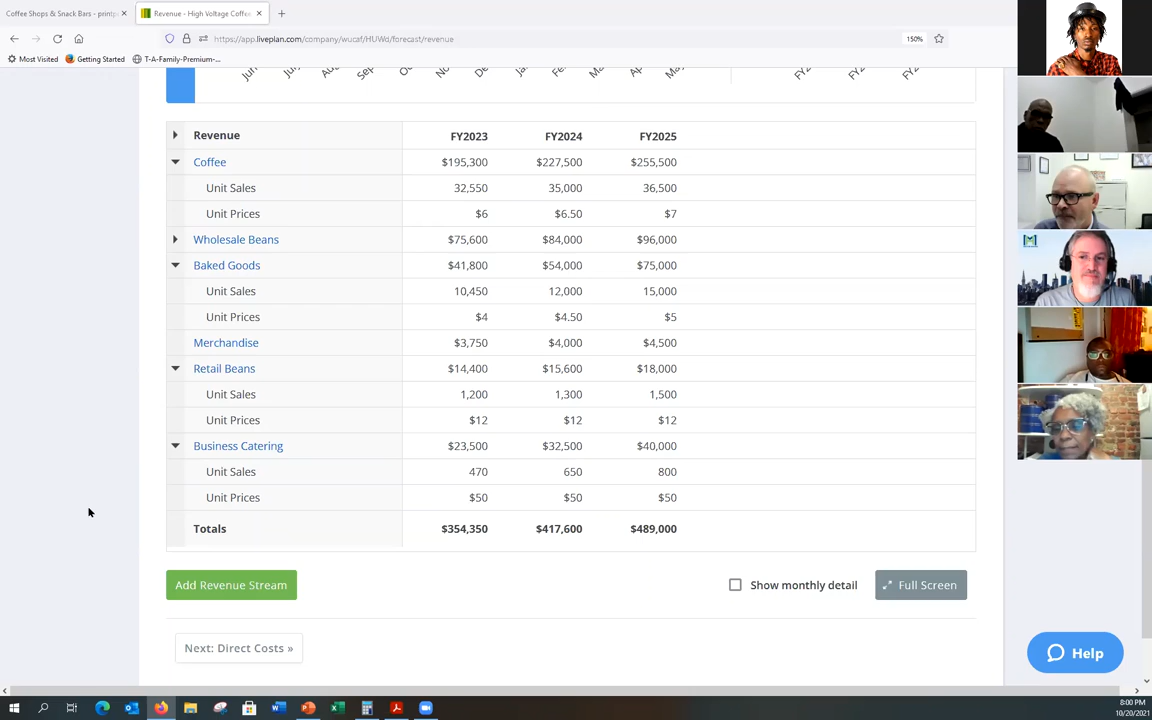 Coffee Shops & Snack Bars - printp
Revenue - High Voltage Coffee
https://app.liveplan.com/company/wucaf/HUWd/forecast/revenue
150%
Most Visited Getting Started T-A-Family-Premium-...
Revenue FY2023 FY2024 FY2025
Coffee $195,300 $227,500 $255,500
Unit Sales 32,550 35,000 36,500
Unit Prices $6 $6.50 $7
Wholesale Beans $75,600 $84,000 $96,000
Baked Goods $41,800 $54,000 $75,000
Unit Sales 10,450 12,000 15,000
Unit Prices $4 $4.50 $5
Merchandise $3,750 $4,000 $4,500
Retail Beans $14,400 $15,600 $18,000
Unit Sales 1,200 1,300 1,500
Unit Prices $12 $12 $12
Business Catering $23,500 $32,500 $40,000
Unit Sales 470 650 800
Unit Prices $50 $50 $50
Totals $354,350 $417,600 $489,000
Add Revenue Stream Show monthly detail Full Screen
Next: Direct Costs »
Help
8:00 PM
10/20/2021